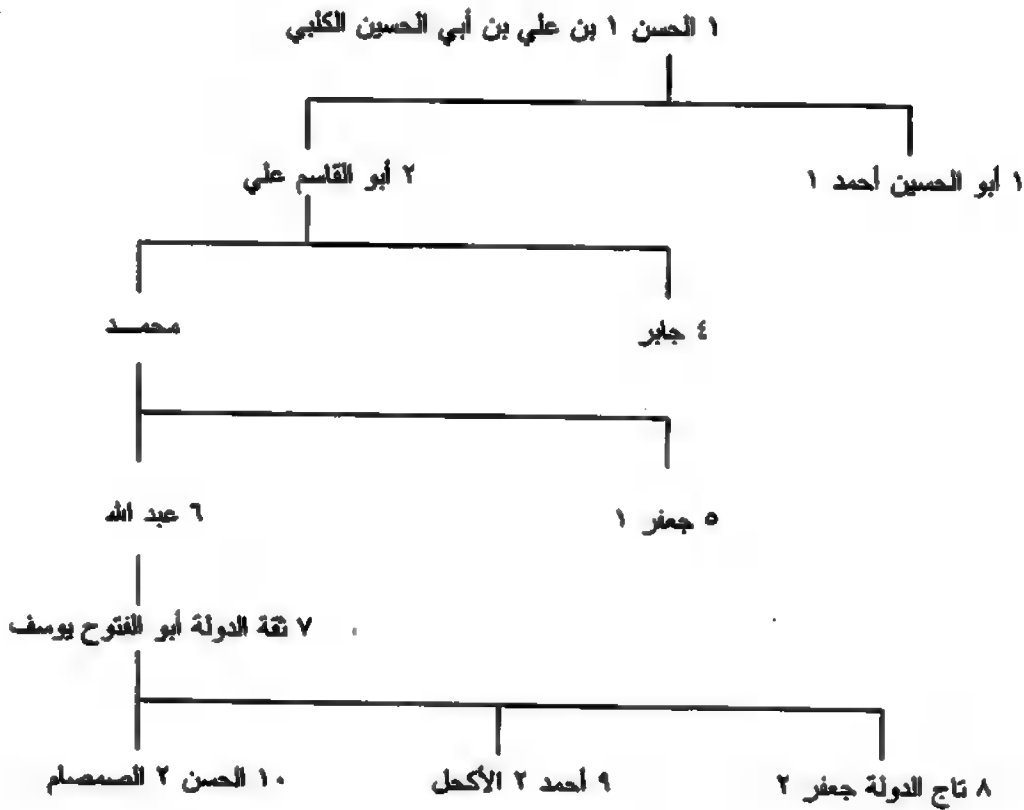 ١ الحسن ١ بن علي بن أبي الحسين الكلبي
١ أبو الحسين أحمد ١
٢ أبو القاسم علي
٤ جابر
محمـــد
٥ جعفر ١
٦ عبد الله
٧ ثقة الدولة أبو الفتوح يوسف
٨ تاج الدولة جعفر ٢
٩ أحمد ٢ الأكحل
١٠ الحسن ٢ الصمصام